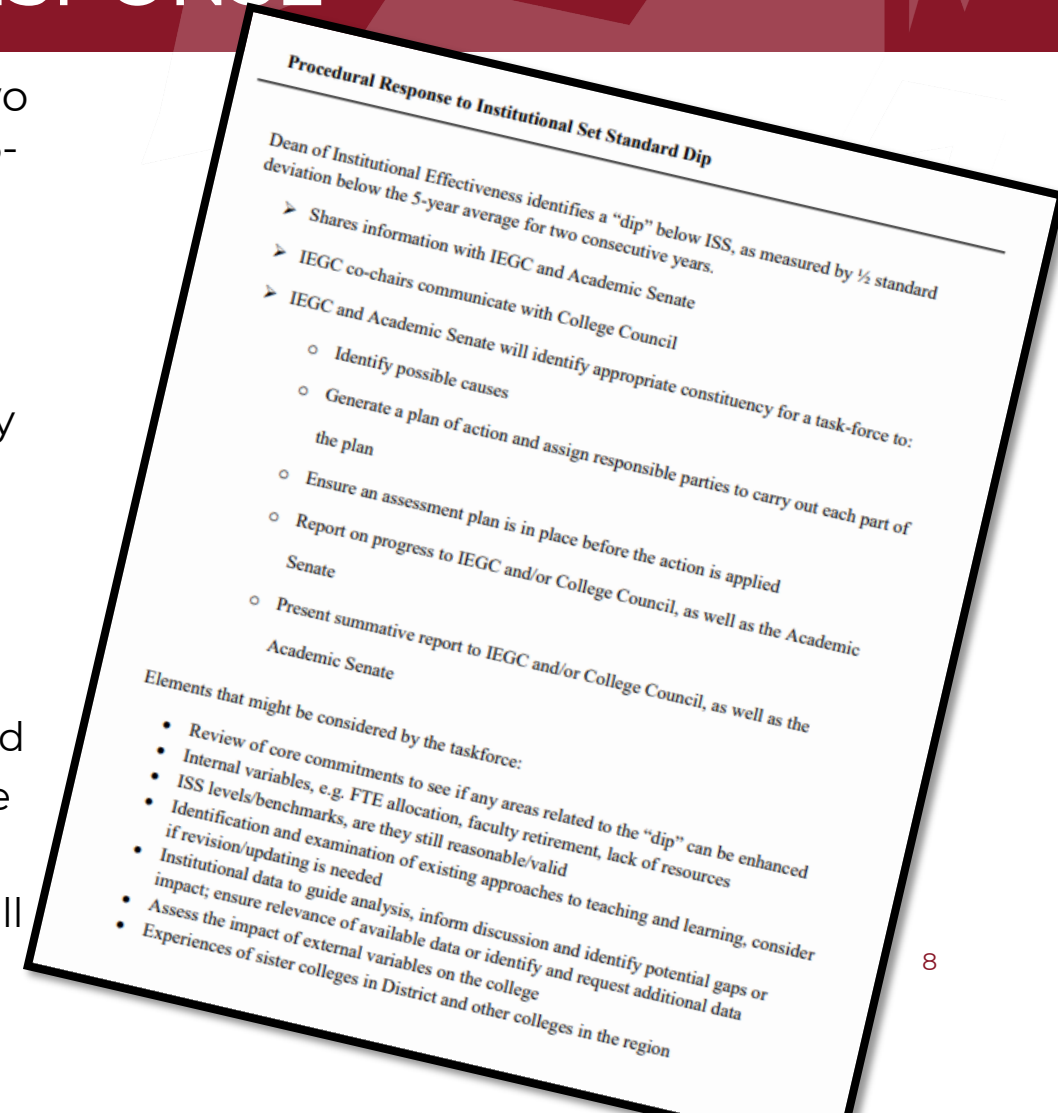 Procedural Response to Institutional Set Standard Dip
Dean of Institutional Effectiveness identifies a “dip” below ISS, as measured by ½ standard
deviation below the 5-year average for two consecutive years.
➢ Shares information with IEGC and Academic Senate
➢ IEGC co-chairs communicate with College Council
➢ IEGC and Academic Senate will identify appropriate constituency for a task-force to:
○ Identify possible causes
○ Generate a plan of action and assign responsible parties to carry out each part of
the plan
○ Ensure an assessment plan is in place before the action is applied
○ Report on progress to IEGC and/or College Council, as well as the Academic
Senate
○ Present summative report to IEGC and/or College Council, as well as the
Academic Senate
Elements that might be considered by the taskforce:
• Review of core commitments to see if any areas related to the “dip” can be enhanced
• Internal variables, e.g. FTE allocation, faculty retirement, lack of resources
• ISS levels/benchmarks, are they still reasonable/valid
• Identification and examination of existing approaches to teaching and learning, consider
if revision/updating is needed
• Institutional data to guide analysis, inform discussion and identify potential gaps or
impact; ensure relevance of available data or identify and request additional data
• Assess the impact of external variables on the college
• Experiences of sister colleges in District and other colleges in the region
8